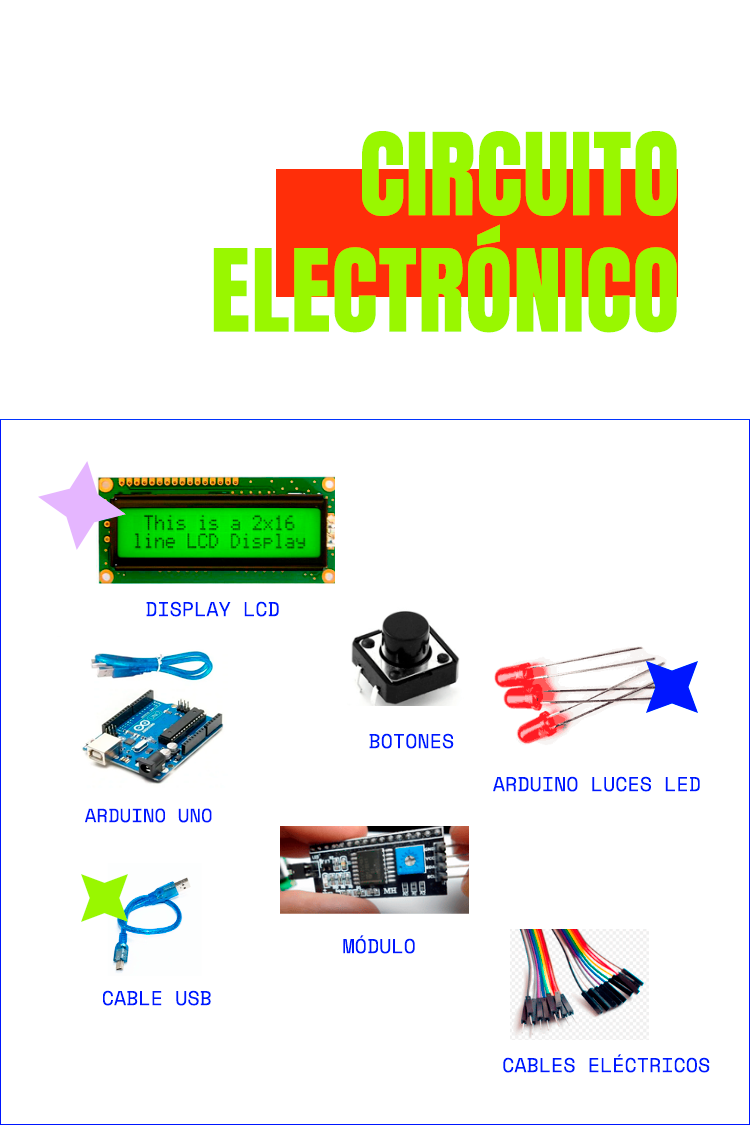 CIRCUITO
ELECTRÓNICO
This is a 2x16
line LCD Display
DISPLAY LCD
BOTONES
ARDUINO LUCES LED
ARDUINO UNO
MH
MÓDULO
CABLE USB
CABLES ELÉCTRICOS